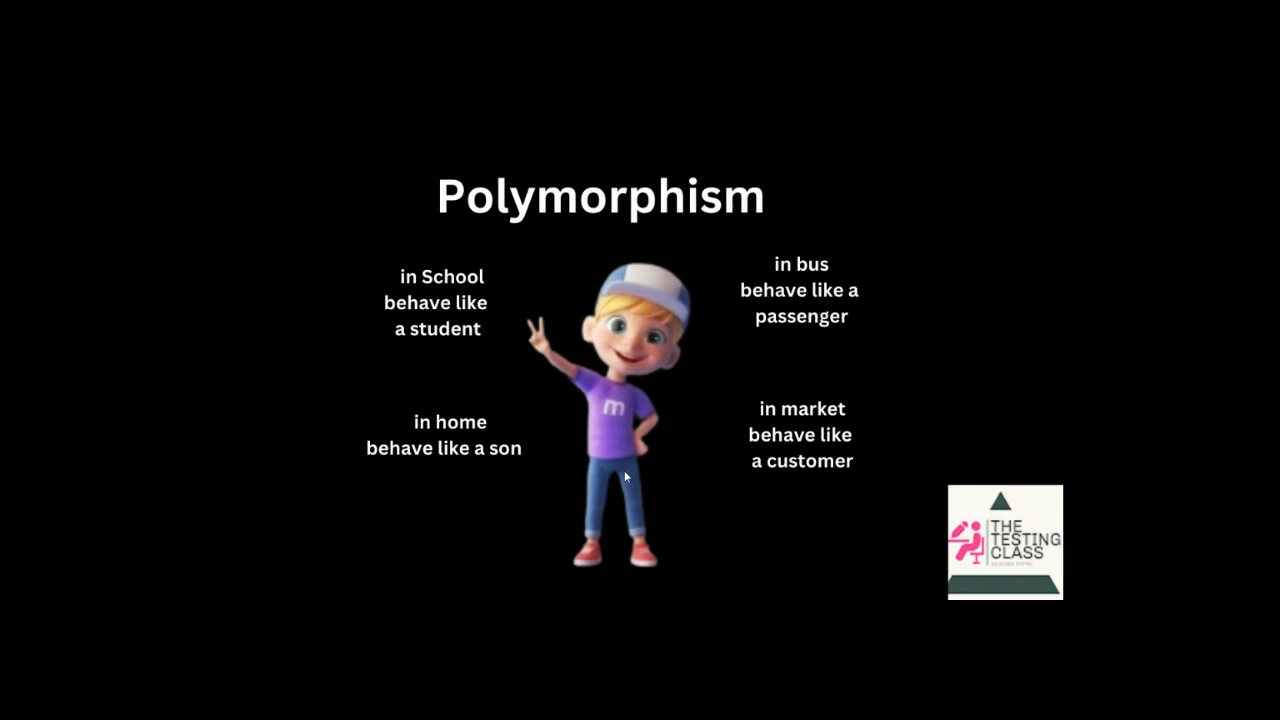 Polymorphism
in School
behave like
a student
in bus
behave like a
passenger
in home
behave like a son
in market
behave like
a customer
m
THE
TESTING
CLASS